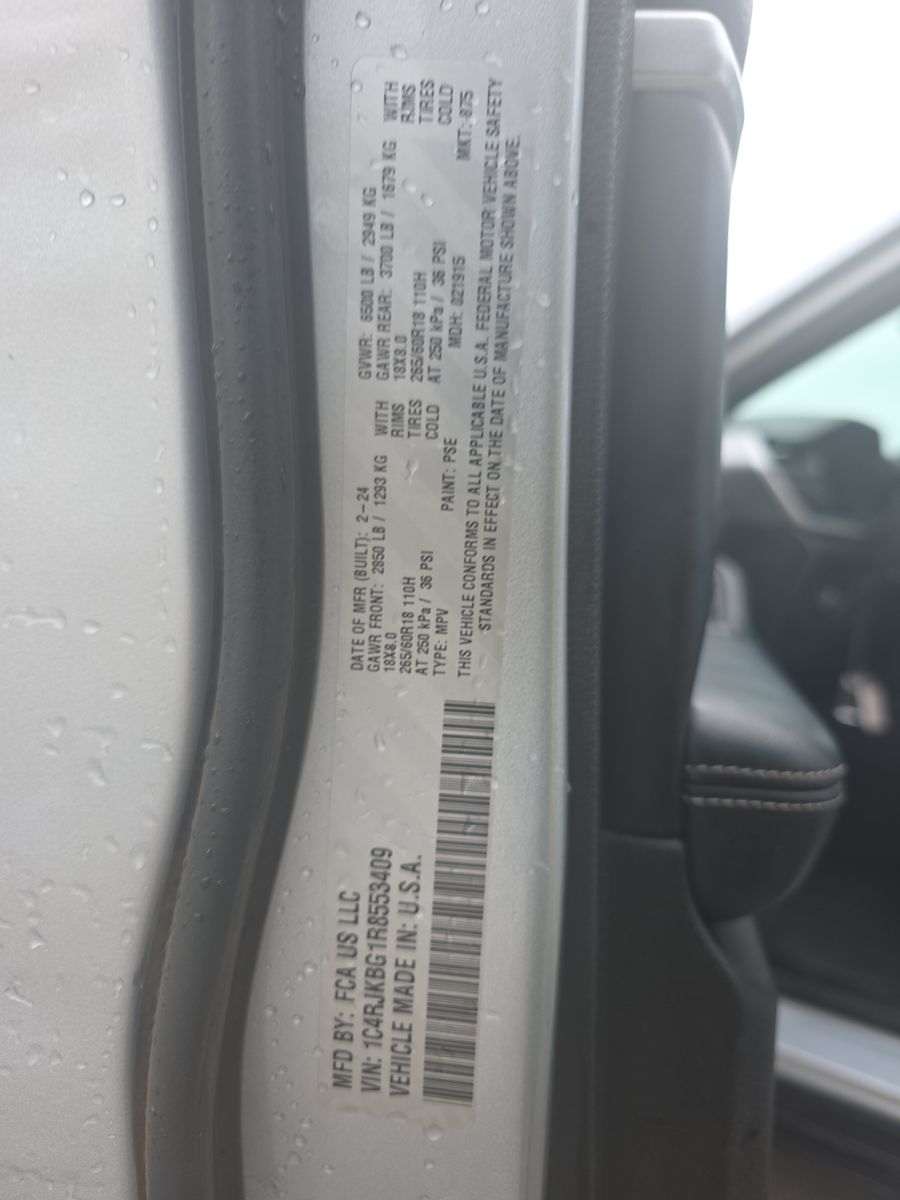 MFD BY: FCA US LLC
VIN: 1C4RJKBG1R8553409
VEHICLE MADE IN: U.S.A.
DATE OF MFR (BUILT): 2-24 GVWR: 6500 LB / 2949 KG
GAWR FRONT: 2850 LB / 1293 KG WITH GAWR REAR: 3700 LB / 1679 KG WITH
18X8.0 RIMS 18X8.0 RIMS
265/60R18 110H TIRES 265/60R18 110H TIRES
AT 250 kPa / 36 PSI COLD AT 250 kPa / 36 PSI COLD
TYPE: MPV PAINT: PSE MDH: 021915 MKT: 875
THIS VEHICLE CONFORMS TO ALL APPLICABLE U.S.A. FEDERAL MOTOR VEHICLE SAFETY
STANDARDS IN EFFECT ON THE DATE OF MANUFACTURE SHOWN ABOVE.